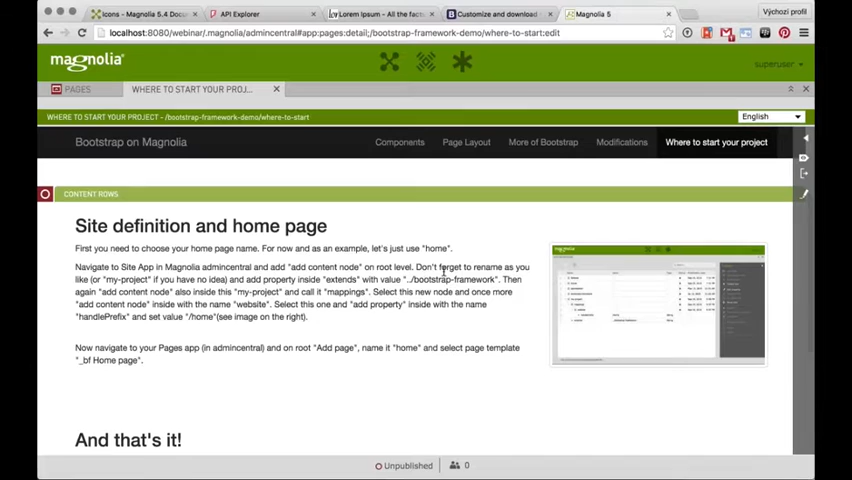 Icons - Magnolia 5.4 Docu
API Explorer
Lorem Ipsum - All the facts
Customize and download
Magnolia 5
Výchozí profil
localhost:8080/webinar/.magnolia/admincentral#app:pages:detail;/bootstrap-framework-demo/where-to-start:edit
magnolia
superuser
PAGES
WHERE TO START YOUR PROJ...
WHERE TO START YOUR PROJECT - /bootstrap-framework-demo/where-to-start
English
Bootstrap on Magnolia
Components
Page Layout
More of Bootstrap
Modifications
Where to start your project
CONTENT ROWS
Site definition and home page
First you need to choose your home page name. For now and as an example, let's just use "home".
Navigate to Site App in Magnolia admincentral and add "add content node" on root level. Don't forget to rename as you
like (or "my-project" if you have no idea) and add property inside "extends" with value "../bootstrap-framework". Then
again "add content node" also inside this "my-project" and call it "mappings". Select this new node and once more
"add content node" inside with the name "website". Select this one and "add property" inside with the name
"handlePrefix" and set value "/home"(see image on the right).
Now navigate to your Pages app (in admincentral) and on root "Add page", name it "home" and select page template
"_bf Home page".
And that's it!
Unpublished
0